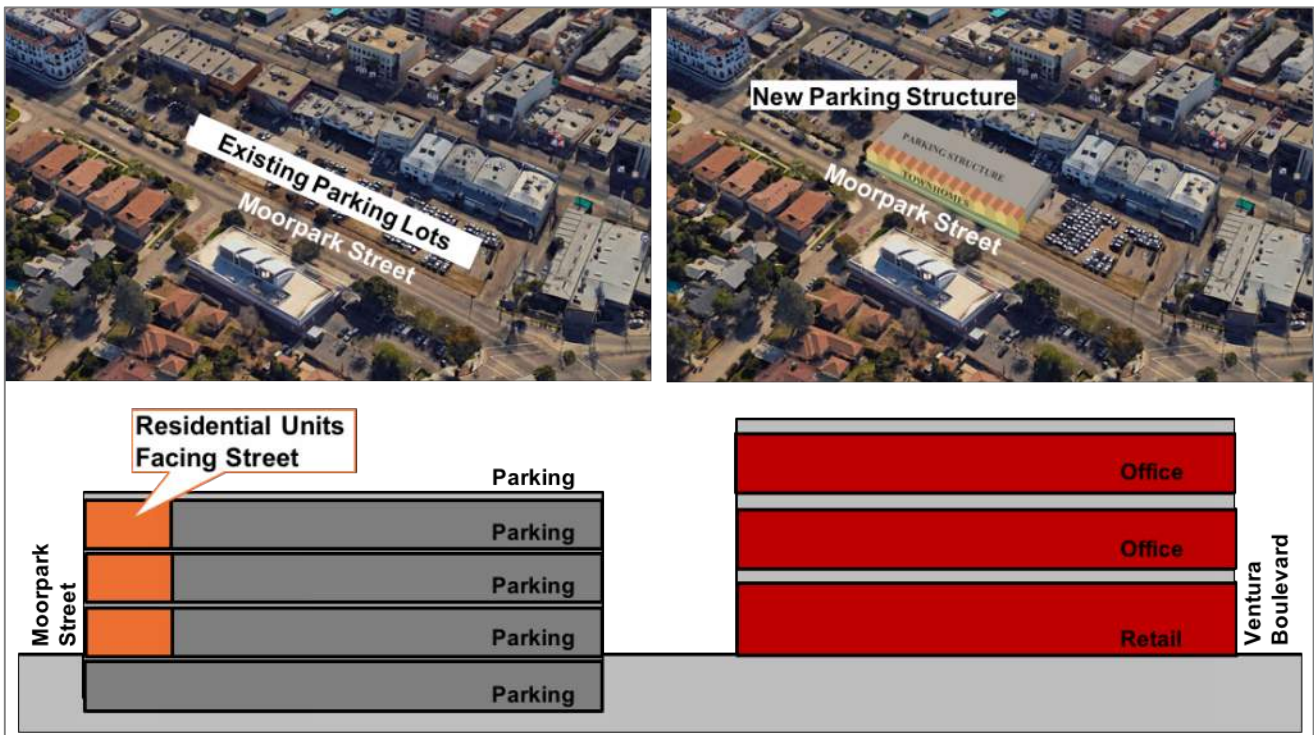 Existing Parking Lots
Moorpark Street
New Parking Structure
PARKING STRUCTURE
TOWNHOMES
Moorpark Street
Residential Units
Facing Street
Parking
Parking
Parking
Parking
Parking
Moorpark
Street
Office
Office
Retail
Ventura
Boulevard